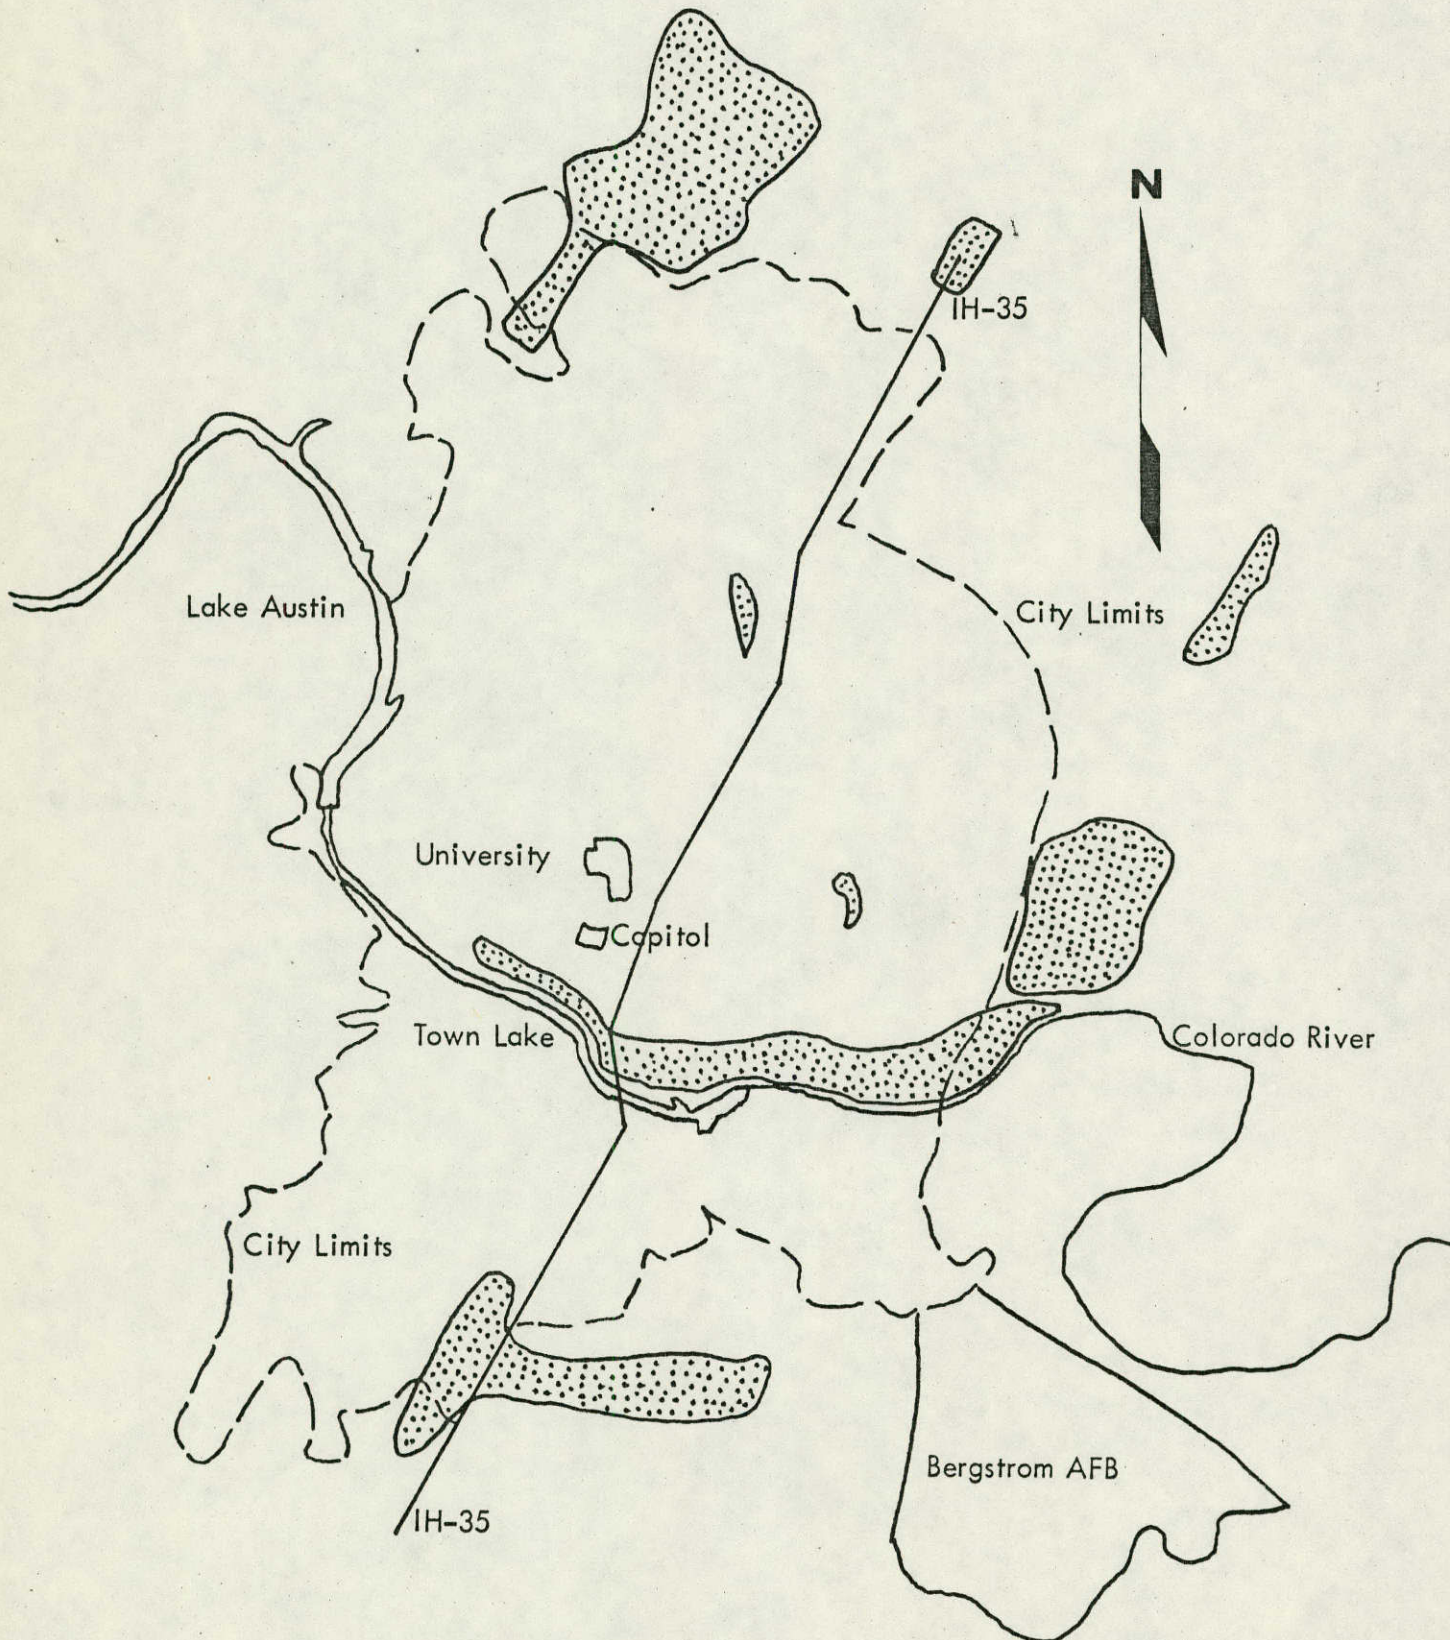 N
IH-35
Lake Austin
City Limits
University
Capitol
Town Lake
Colorado River
City Limits
Bergstrom AFB
IH-35